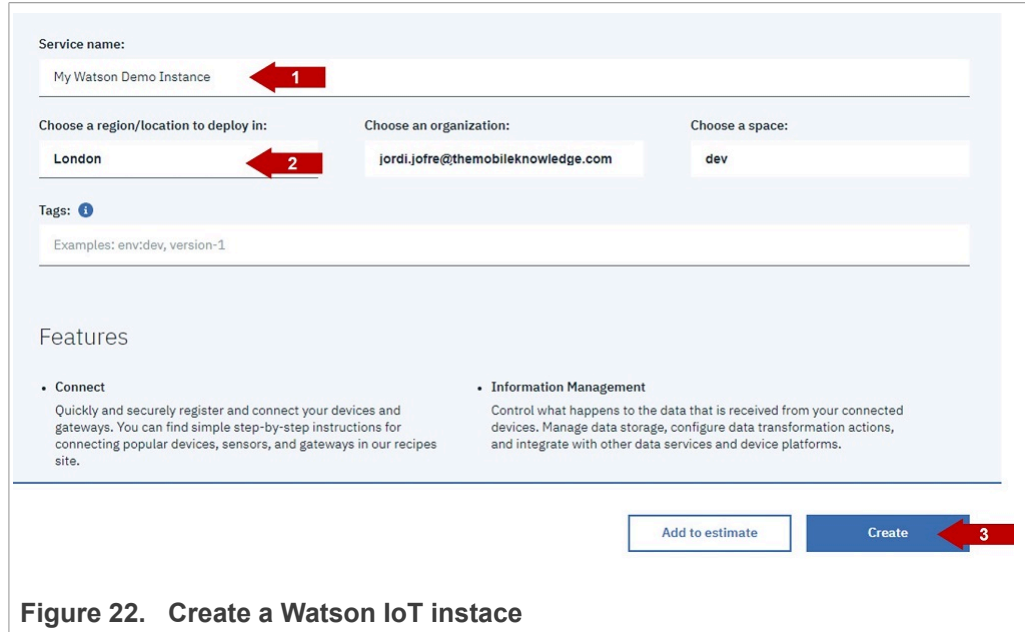 Service name:
My Watson Demo Instance
1
Choose a region/location to deploy in:
Choose an organization:
Choose a space:
London
2
jordi.jofre@themobileknowledge.com
dev
Tags: i
Examples: env:dev, version-1
Features
• Connect
Quickly and securely register and connect your devices and
gateways. You can find simple step-by-step instructions for
connecting popular devices, sensors, and gateways in our recipes
site.
• Information Management
Control what happens to the data that is received from your connected
devices. Manage data storage, configure data transformation actions,
and integrate with other data services and device platforms.
Add to estimate
Create
3
Figure 22. Create a Watson IoT instace